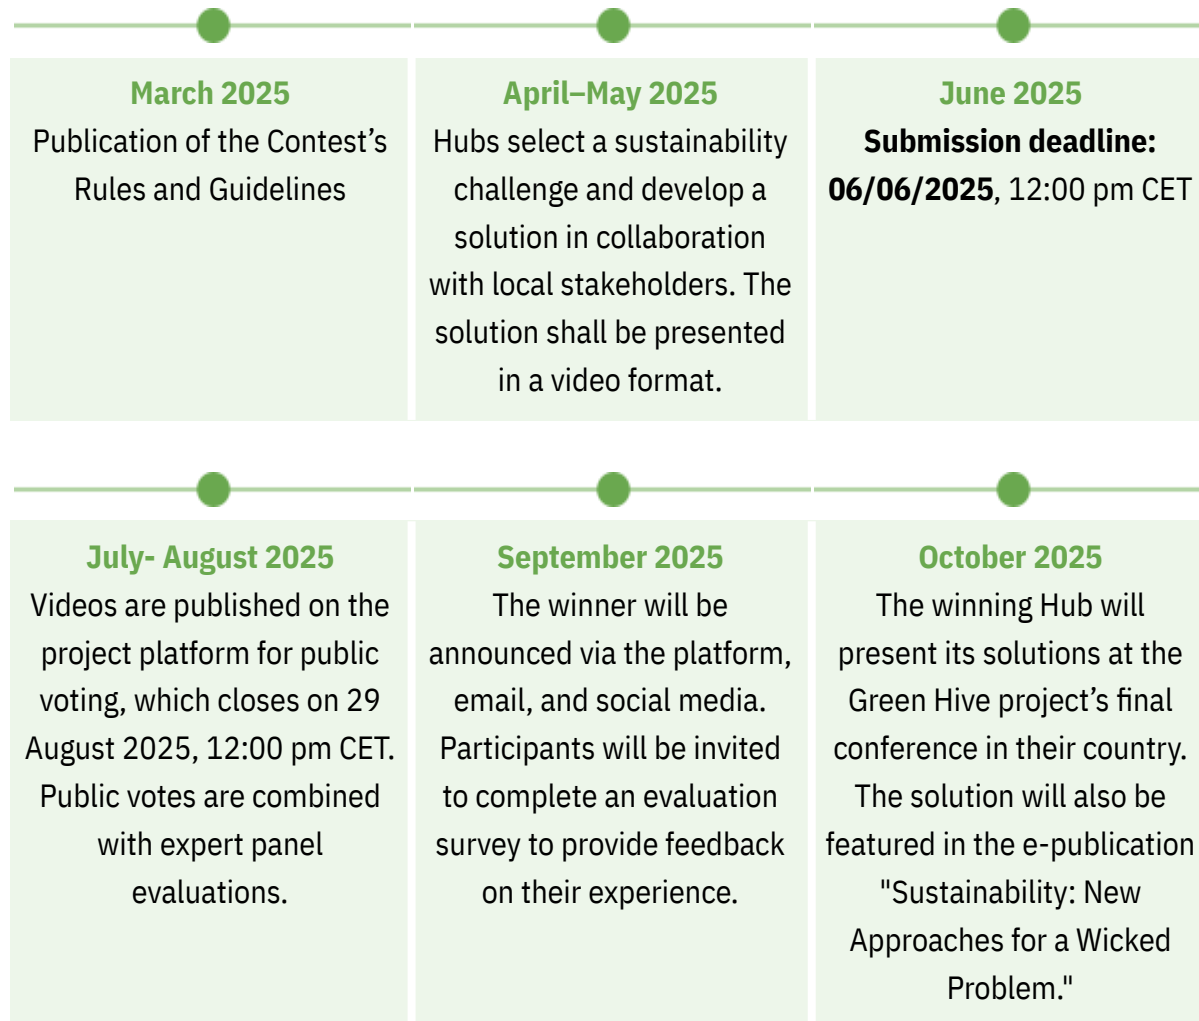 March 2025
Publication of the Contest’s
Rules and Guidelines
April–May 2025
Hubs select a sustainability
challenge and develop a
solution in collaboration
with local stakeholders. The
solution shall be presented
in a video format.
June 2025
Submission deadline:
06/06/2025, 12:00 pm CET
July- August 2025
Videos are published on the
project platform for public
voting, which closes on 29
August 2025, 12:00 pm CET.
Public votes are combined
with expert panel
evaluations.
September 2025
The winner will be
announced via the platform,
email, and social media.
Participants will be invited
to complete an evaluation
survey to provide feedback
on their experience.
October 2025
The winning Hub will
present its solutions at the
Green Hive project’s final
conference in their country.
The solution will also be
featured in the e-publication
"Sustainability: New
Approaches for a Wicked
Problem."